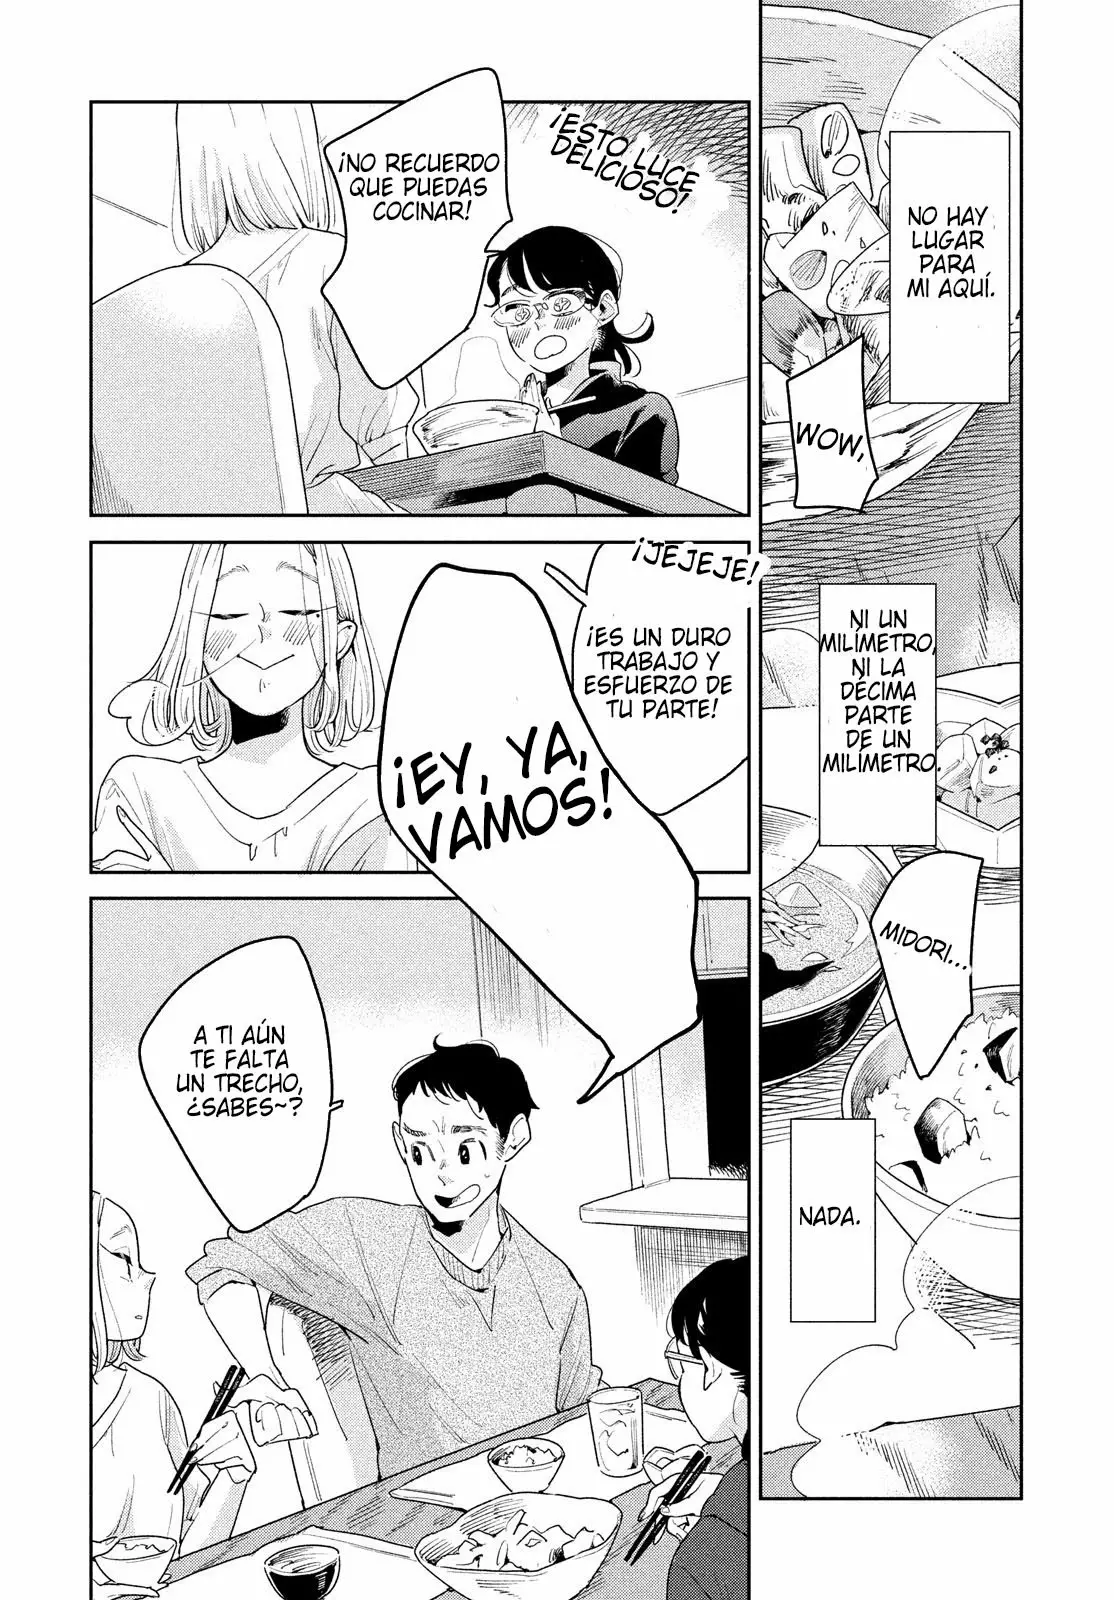 NO HAY
LUGAR
PARA
MI AQUÍ.
WOW,
NI UN
MILÍMETRO,
NI LA
DÉCIMA
PARTE
DE UN
MILÍMETRO.
MIDORI...
NADA.
¡ESTO LUCE
DELICIOSO!
¡NO RECUERDO
QUE PUEDAS
COCINAR!
¡JEJEJE!
¡ES UN DURO
TRABAJO Y
ESFUERZO DE
TU PARTE!
¡EY, YA,
VAMOS!
A TI AÚN
TE FALTA
UN TRECHO,
¿SABES~?